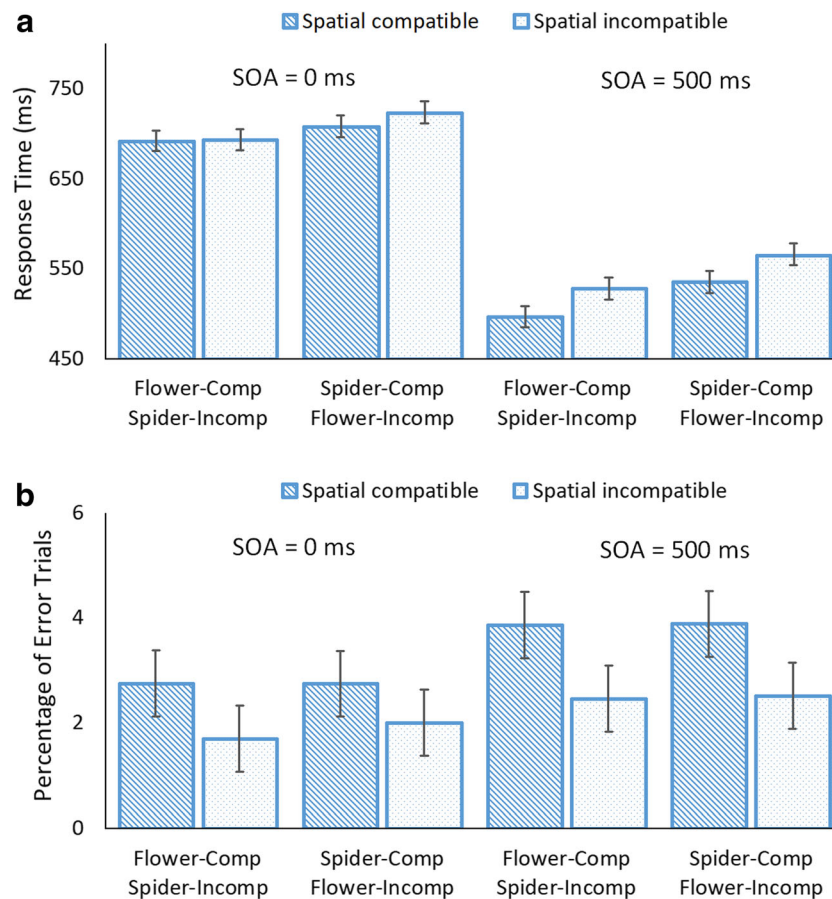 a
Spatial compatible Spatial incompatible
750
650
550
450
Response Time (ms)
SOA = 0 ms
SOA = 500 ms
Flower-Comp
Spider-Incomp
Spider-Comp
Flower-Incomp
Flower-Comp
Spider-Incomp
Spider-Comp
Flower-Incomp
b
Spatial compatible Spatial incompatible
6
4
2
0
Percentage of Error Trials
SOA = 0 ms
SOA = 500 ms
Flower-Comp
Spider-Incomp
Spider-Comp
Flower-Incomp
Flower-Comp
Spider-Incomp
Spider-Comp
Flower-Incomp